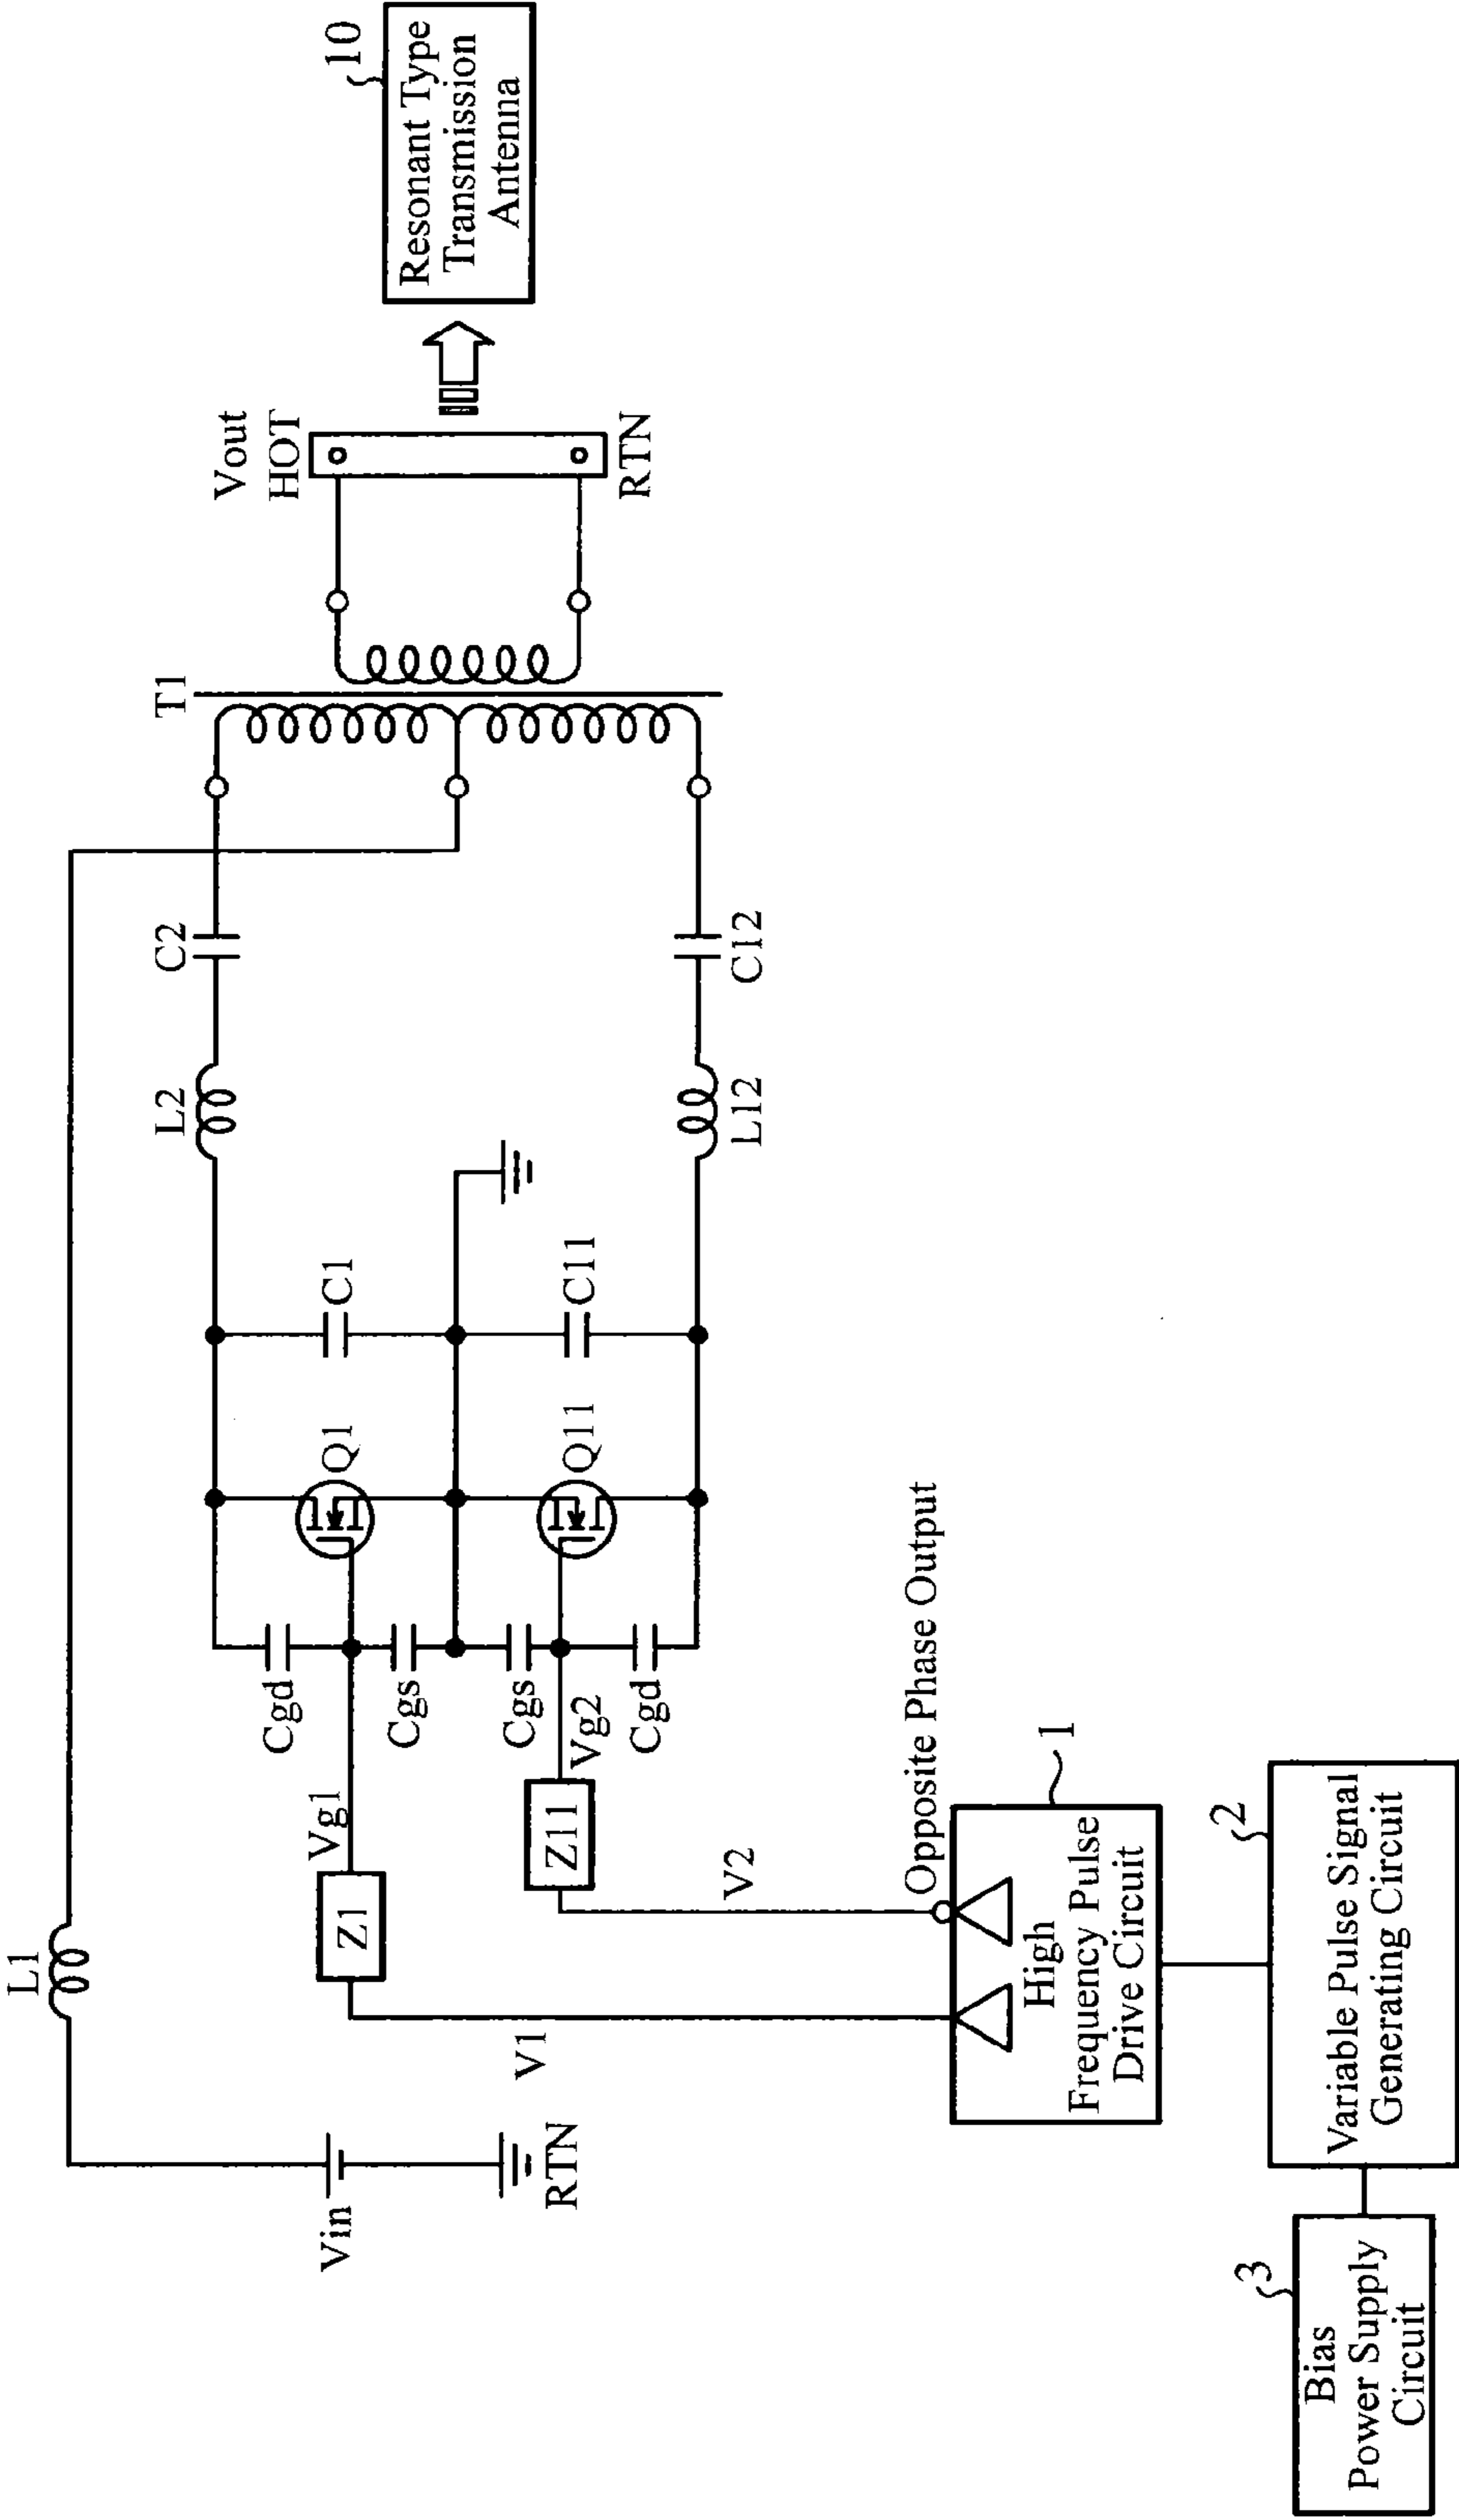 L1
T1
Vout
HOT
10
Resonant Type
Transmission
Antenna
RTN
C2
L2
C12
L12
C1
C11
Q1
Q11
Cgd
Cgs
Cgs
Cgd
Vg1
Vg2
Z1
Z11
Vin
RTN
V1
V2
Opposite Phase Output
1
High
Frequency Pulse
Drive Circuit
2
Variable Pulse Signal
Generating Circuit
3
Bias
Power Supply
Circuit